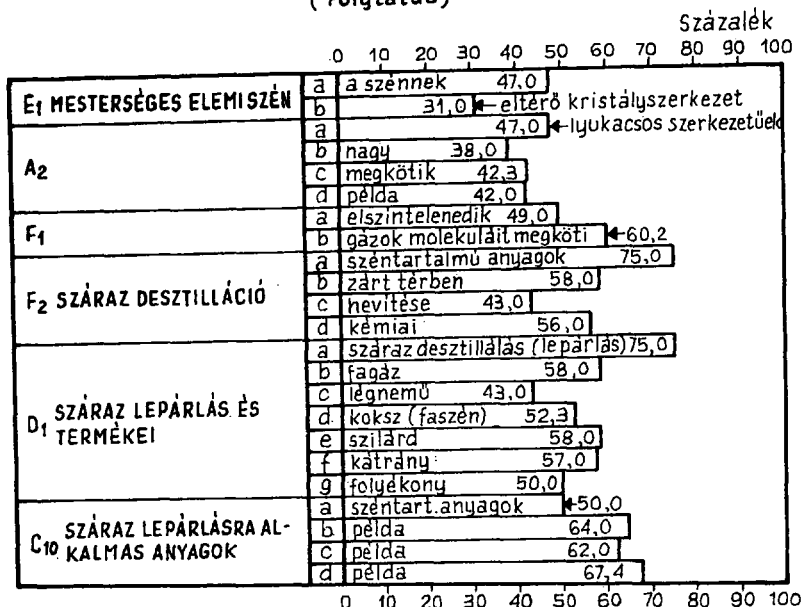 (Folytatás)
Százalék
0 10 20 30 40 50 60 70 80 90 100
E1 MESTERSÉGES ELEMI SZÉN
a a szénnek 47,0
b 31,0 eltérő kristályszerkezet
A2
a 47,0 lyukacsos szerkezetűek
b nagy 38,0
c megkötik 42,3
d példa 42,0
F1
a elszíntelenedik 49,0
b gázok molekuláit megköti 60,2
F2 SZÁRAZ DESZTILLÁCIÓ
a széntartalmú anyagok 75,0
b zárt térben 58,0
c hevítése 43,0
d kémiai 56,0
D1 SZÁRAZ LEPÁRLÁS ÉS
TERMÉKEI
a száraz desztillálás (lepárlás) 75,0
b fagáz 58,0
c légnemű 43,0
d koksz (faszén) 52,3
e szilárd 58,0
f kátrány 57,0
g folyékony 50,0
C10 SZÁRAZ LEPÁRLÁSRA AL-
KALMAS ANYAGOK
a széntart. anyagok 50,0
b példa 64,0
c példa 62,0
d példa 67,4
0 10 20 30 40 50 60 70 80 90 100